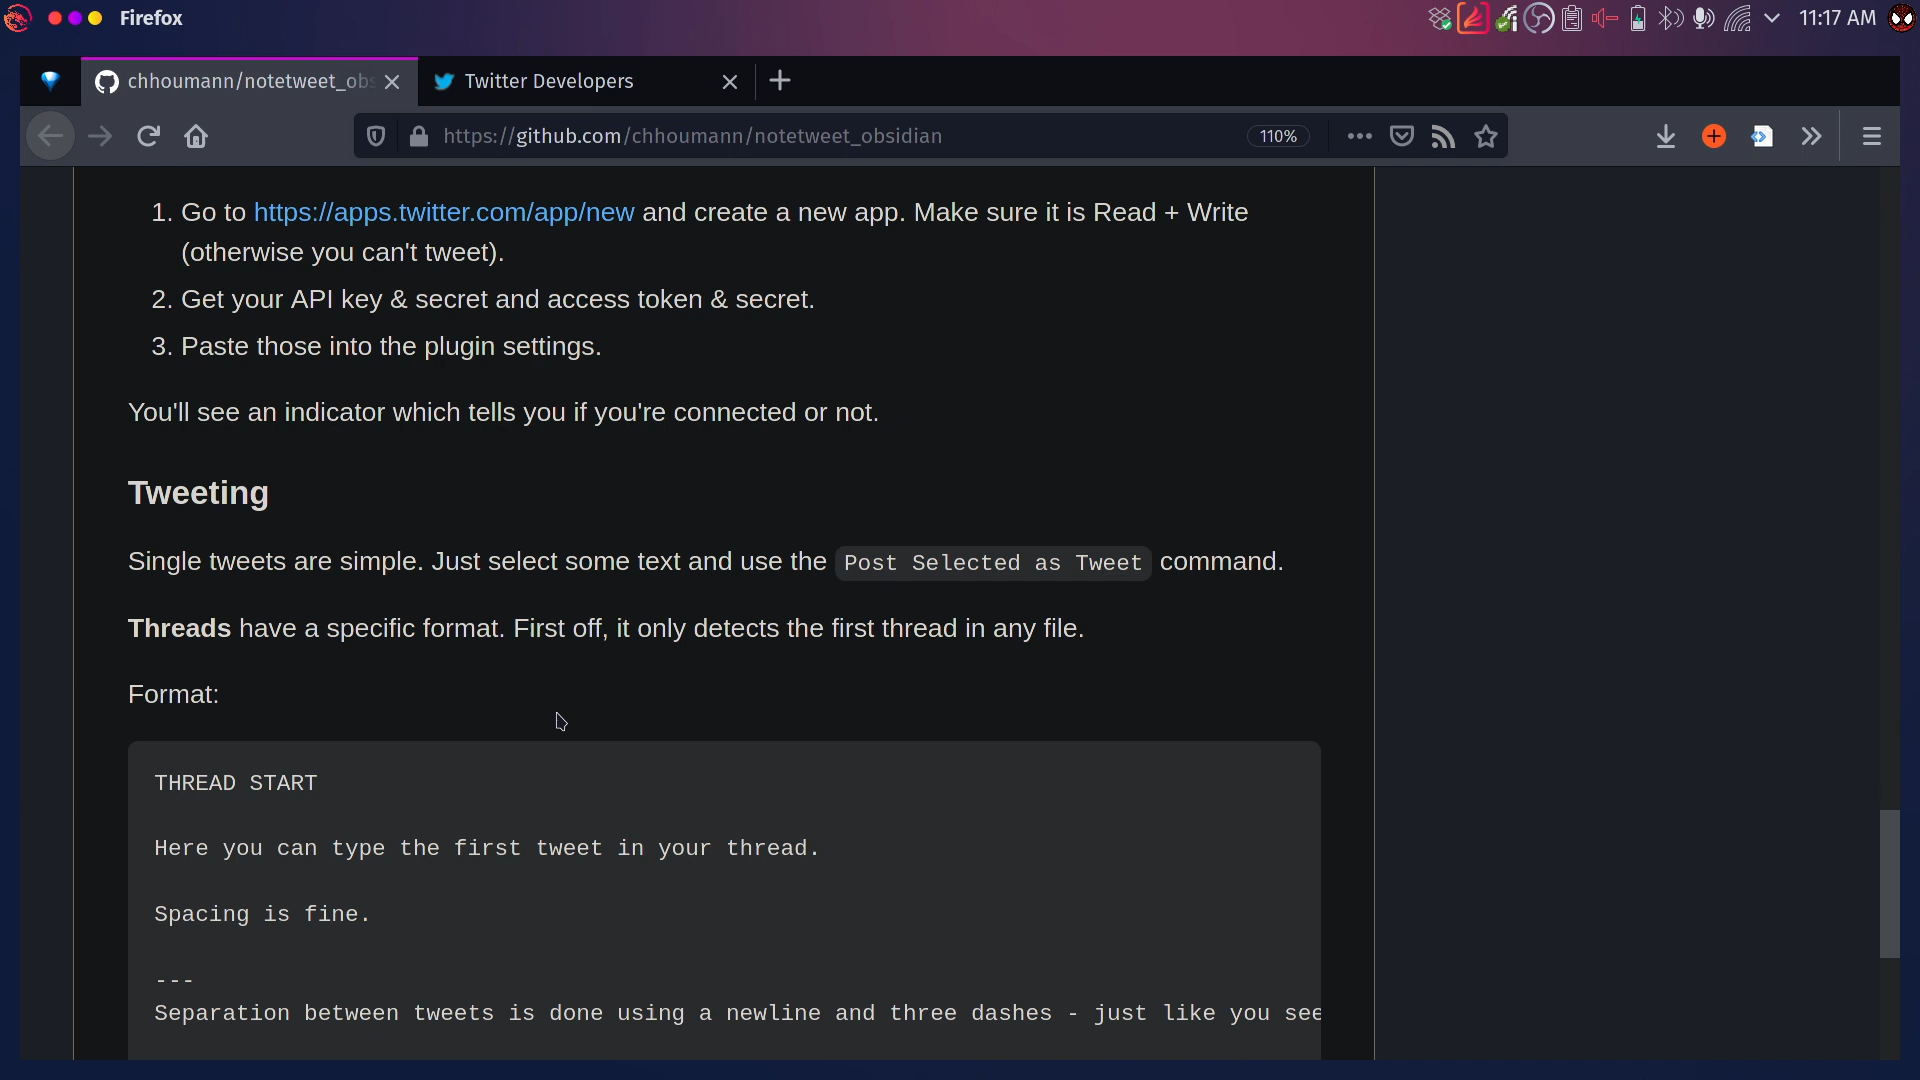 Firefox
11:17 AM
chhoumann/notetweet_obs
Twitter Developers
https://github.com/chhoumann/notetweet_obsidian
110%
1. Go to https://apps.twitter.com/app/new and create a new app. Make sure it is Read + Write
(otherwise you can't tweet).
2. Get your API key & secret and access token & secret.
3. Paste those into the plugin settings.
You'll see an indicator which tells you if you're connected or not.
Tweeting
Single tweets are simple. Just select some text and use the Post Selected as Tweet command.
Threads have a specific format. First off, it only detects the first thread in any file.
Format:
THREAD START
Here you can type the first tweet in your thread.
Spacing is fine.
---
Separation between tweets is done using a newline and three dashes - just like you see